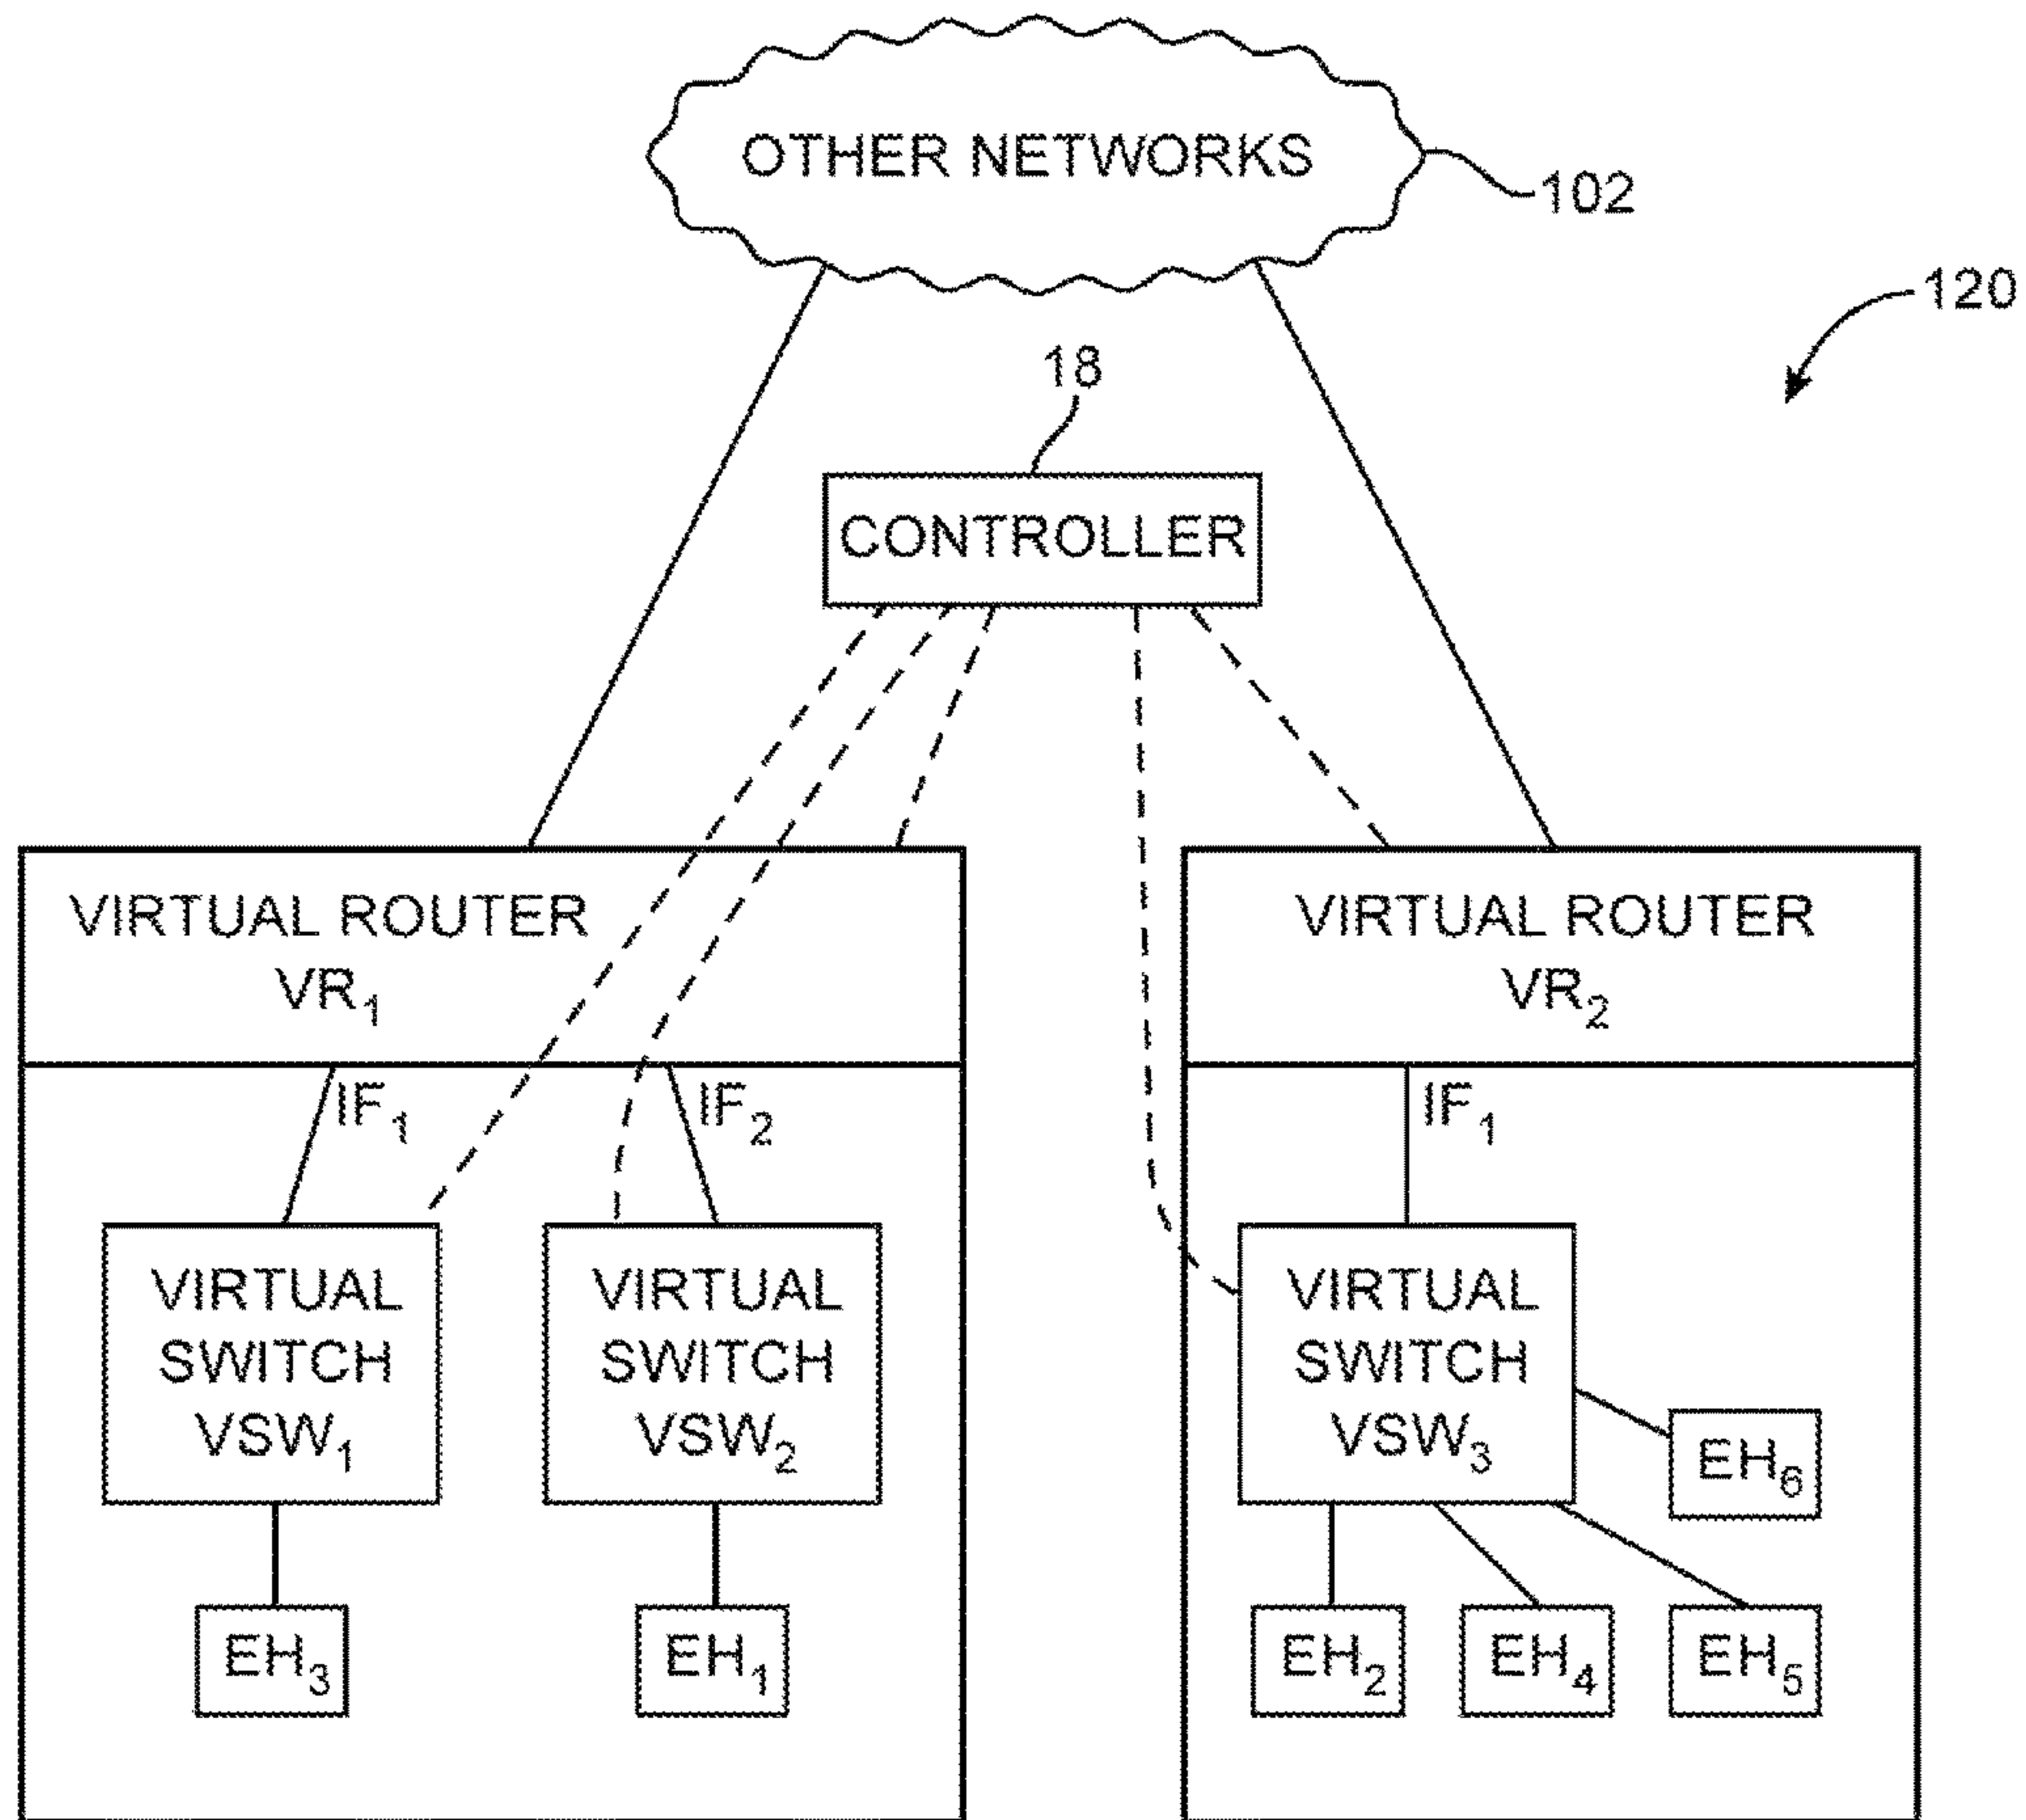 OTHER NETWORKS
102
120
18
CONTROLLER
VIRTUAL ROUTER
VR₁
VIRTUAL ROUTER
VR₂
IF₁
IF₂
IF₁
VIRTUAL
SWITCH
VSW₁
VIRTUAL
SWITCH
VSW₂
VIRTUAL
SWITCH
VSW₃
EH₆
EH₃
EH₁
EH₂
EH₄
EH₅